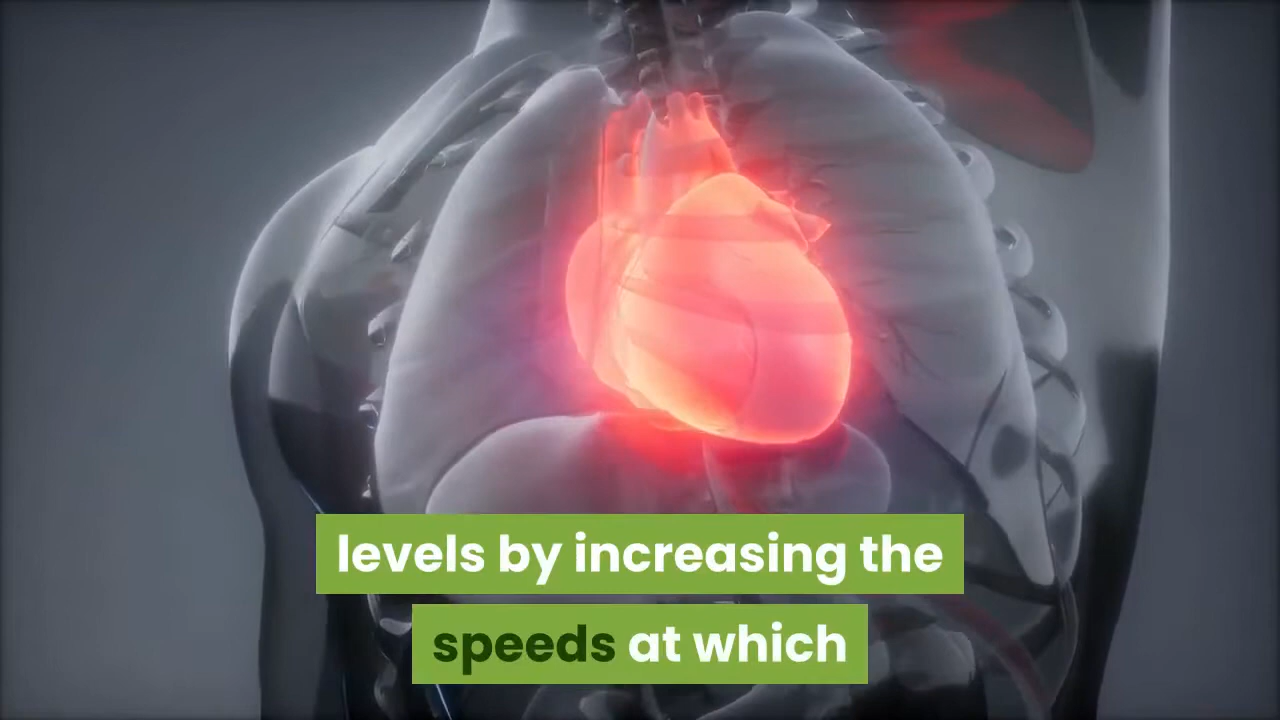 levels by increasing the
speeds at which